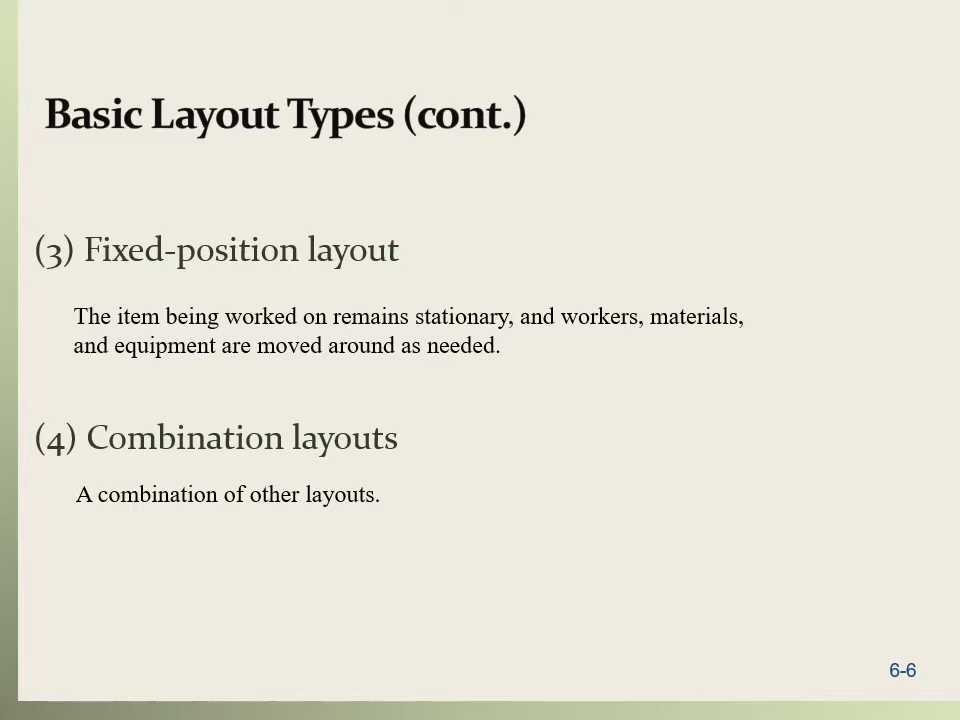 Basic Layout Types (cont.)
(3) Fixed-position layout
The item being worked on remains stationary, and workers, materials,
and equipment are moved around as needed.
(4) Combination layouts
A combination of other layouts.
6-6